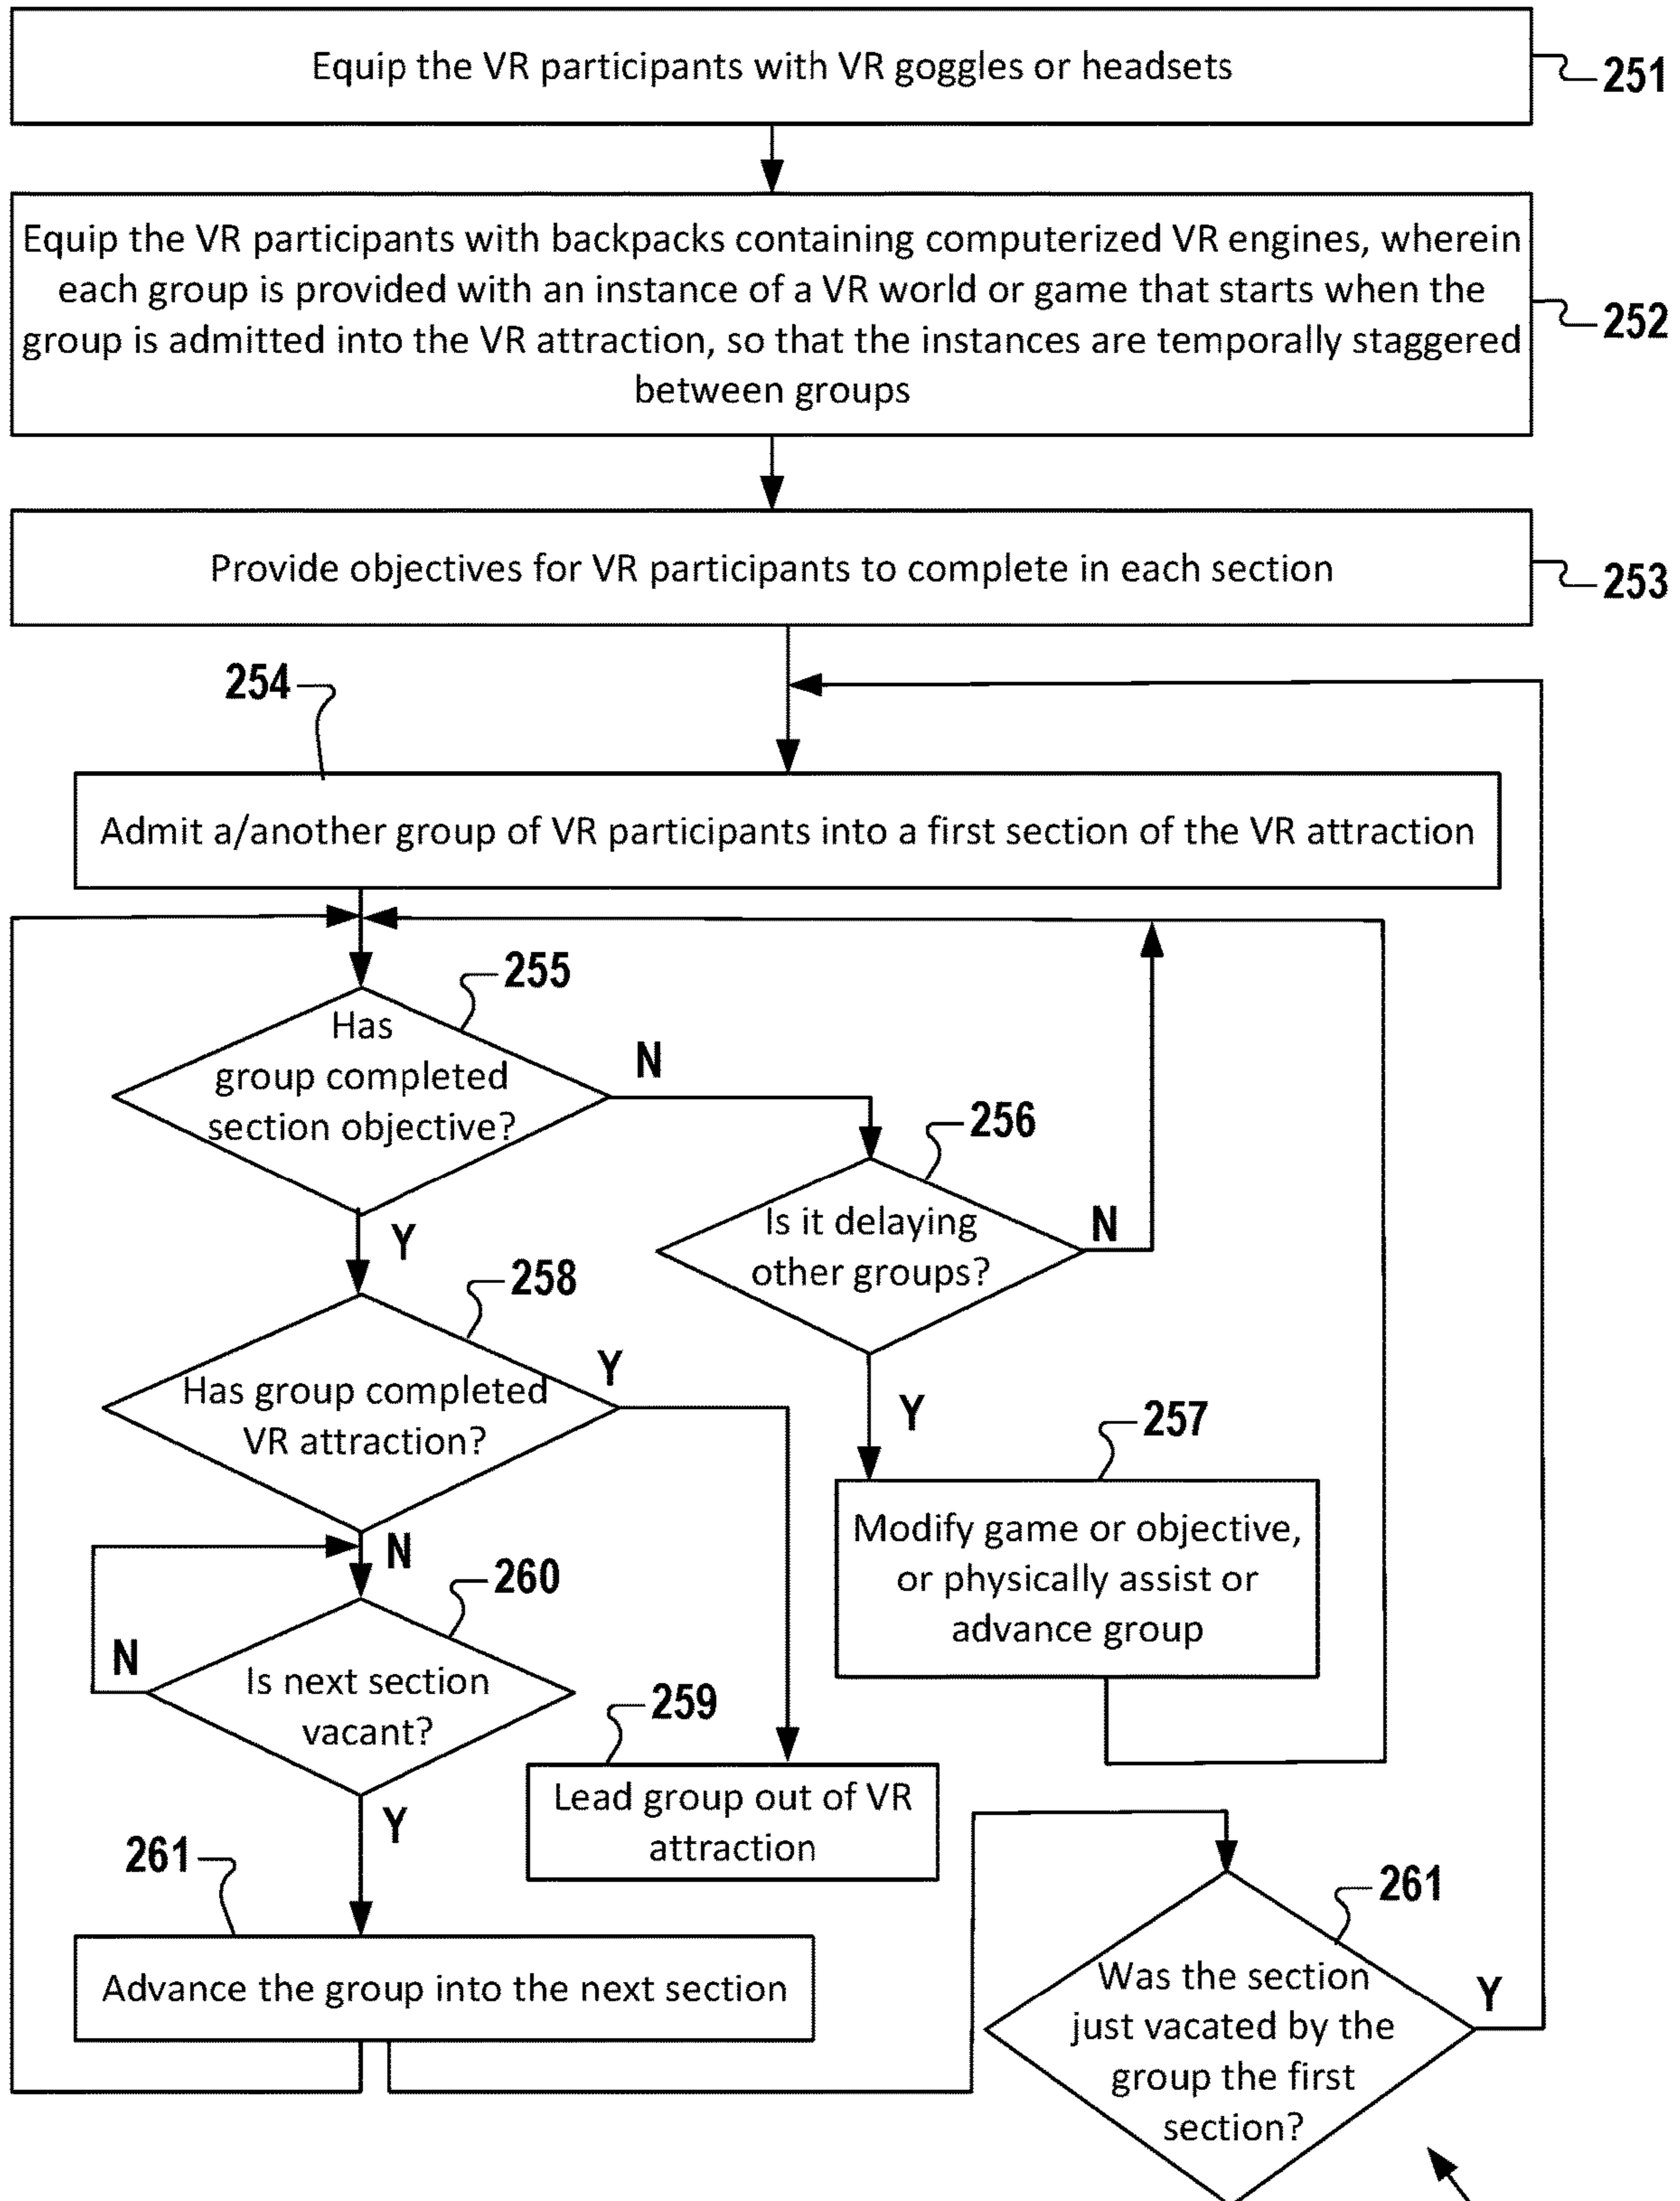 Equip the VR participants with VR goggles or headsets
251
Equip the VR participants with backpacks containing computerized VR engines, wherein
each group is provided with an instance of a VR world or game that starts when the
group is admitted into the VR attraction, so that the instances are temporally staggered
between groups
252
Provide objectives for VR participants to complete in each section
253
254
Admit a/another group of VR participants into a first section of the VR attraction
255
Has
group completed
section objective?
N
256
Is it delaying
other groups?
N
Y
258
Has group completed
VR attraction?
Y
Y
257
Modify game or objective,
or physically assist or
advance group
N
260
Is next section
vacant?
N
259
Lead group out of VR
attraction
Y
261
Advance the group into the next section
261
Was the section
just vacated by the
group the first
section?
Y